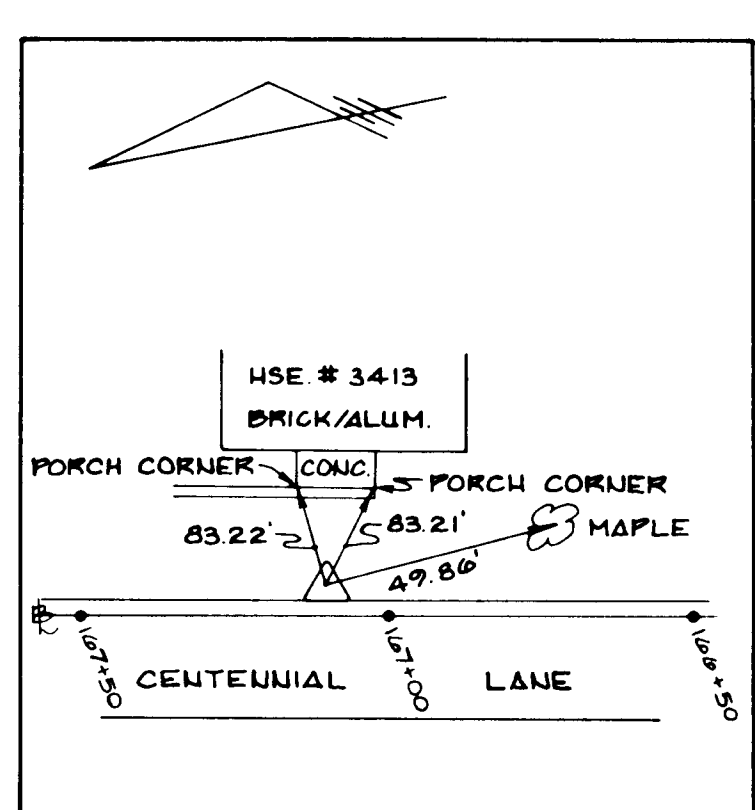 HSE. # 3413
BRICK/ALUM.
PORCH CORNER
CONC.
PORCH CORNER
83.22'
83.21'
MAPLE
49.86'
167+50
167+00
166+50
CENTENNIAL LANE